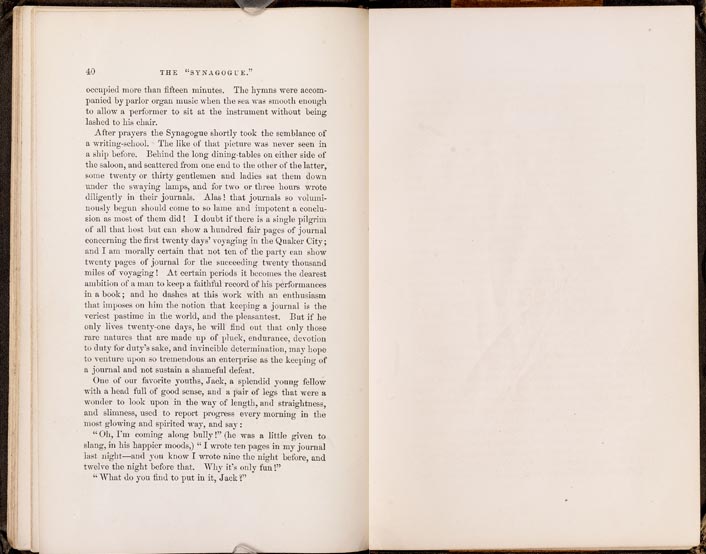 40 THE "SYNAGOGUE."
occupied more than fifteen minutes. The hymns were accom-
panied by parlor organ music when the sea was smooth enough
to allow a performer to sit at the instrument without being
lashed to his chair.
After prayers the Synagogue shortly took the semblance of
a writing-school. The like of that picture was never seen in
a ship before. Behind the long dining-tables on either side of
the saloon, and scattered from one end to the other of the latter,
some twenty or thirty gentlemen and ladies sat them down
under the swaying lamps, and for two or three hours wrote
diligently in their journals. Alas! that journals so volumi-
nously begun should come to so lame and impotent a conclu-
sion as most of them did! I doubt if there is a single pilgrim
of all that host but can show a hundred fair pages of journal
concerning the first twenty days' voyaging in the Quaker City;
and I am morally certain that not ten of the party can show
twenty pages of journal for the succeeding twenty thousand
miles of voyaging! At certain periods it becomes the dearest
ambition of a man to keep a faithful record of his performances
in a book; and he dashes at this work with an enthusiasm
that imposes on him the notion that keeping a journal is the
veriest pastime in the world, and the pleasantest. But if he
only lives twenty-one days, he will find out that only those
rare natures that are made up of pluck, endurance, devotion
to duty for duty's sake, and invincible determination, may hope
to venture upon so tremendous an enterprise as the keeping of
a journal and not sustain a shameful defeat.
One of our favorite youths, Jack, a splendid young fellow
with a head full of good sense, and a pair of legs that were a
wonder to look upon in the way of length, and straightness,
and slimness, used to report progress every morning in the
most glowing and spirited way, and say:
"Oh, I'm coming along bully!" (he was a little given to
slang, in his happier moods,) "I wrote ten pages in my journal
last night—and you know I wrote nine the night before, and
twelve the night before that. Why it's only fun!"
"What do you find to put in it, Jack?"